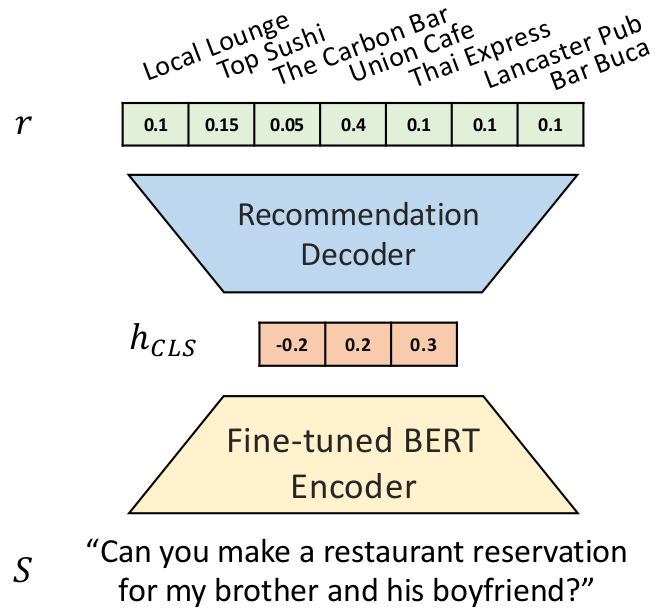 Local Lounge
Top Sushi
The Carbon Bar
Union Cafe
Thai Express
Lancaster Pub
Bar Buca
r
0.1 0.15 0.05 0.4 0.1 0.1 0.1
Recommendation
Decoder
h_{CLS}
-0.2 0.2 0.3
Fine-tuned BERT
Encoder
S
“Can you make a restaurant reservation
for my brother and his boyfriend?”